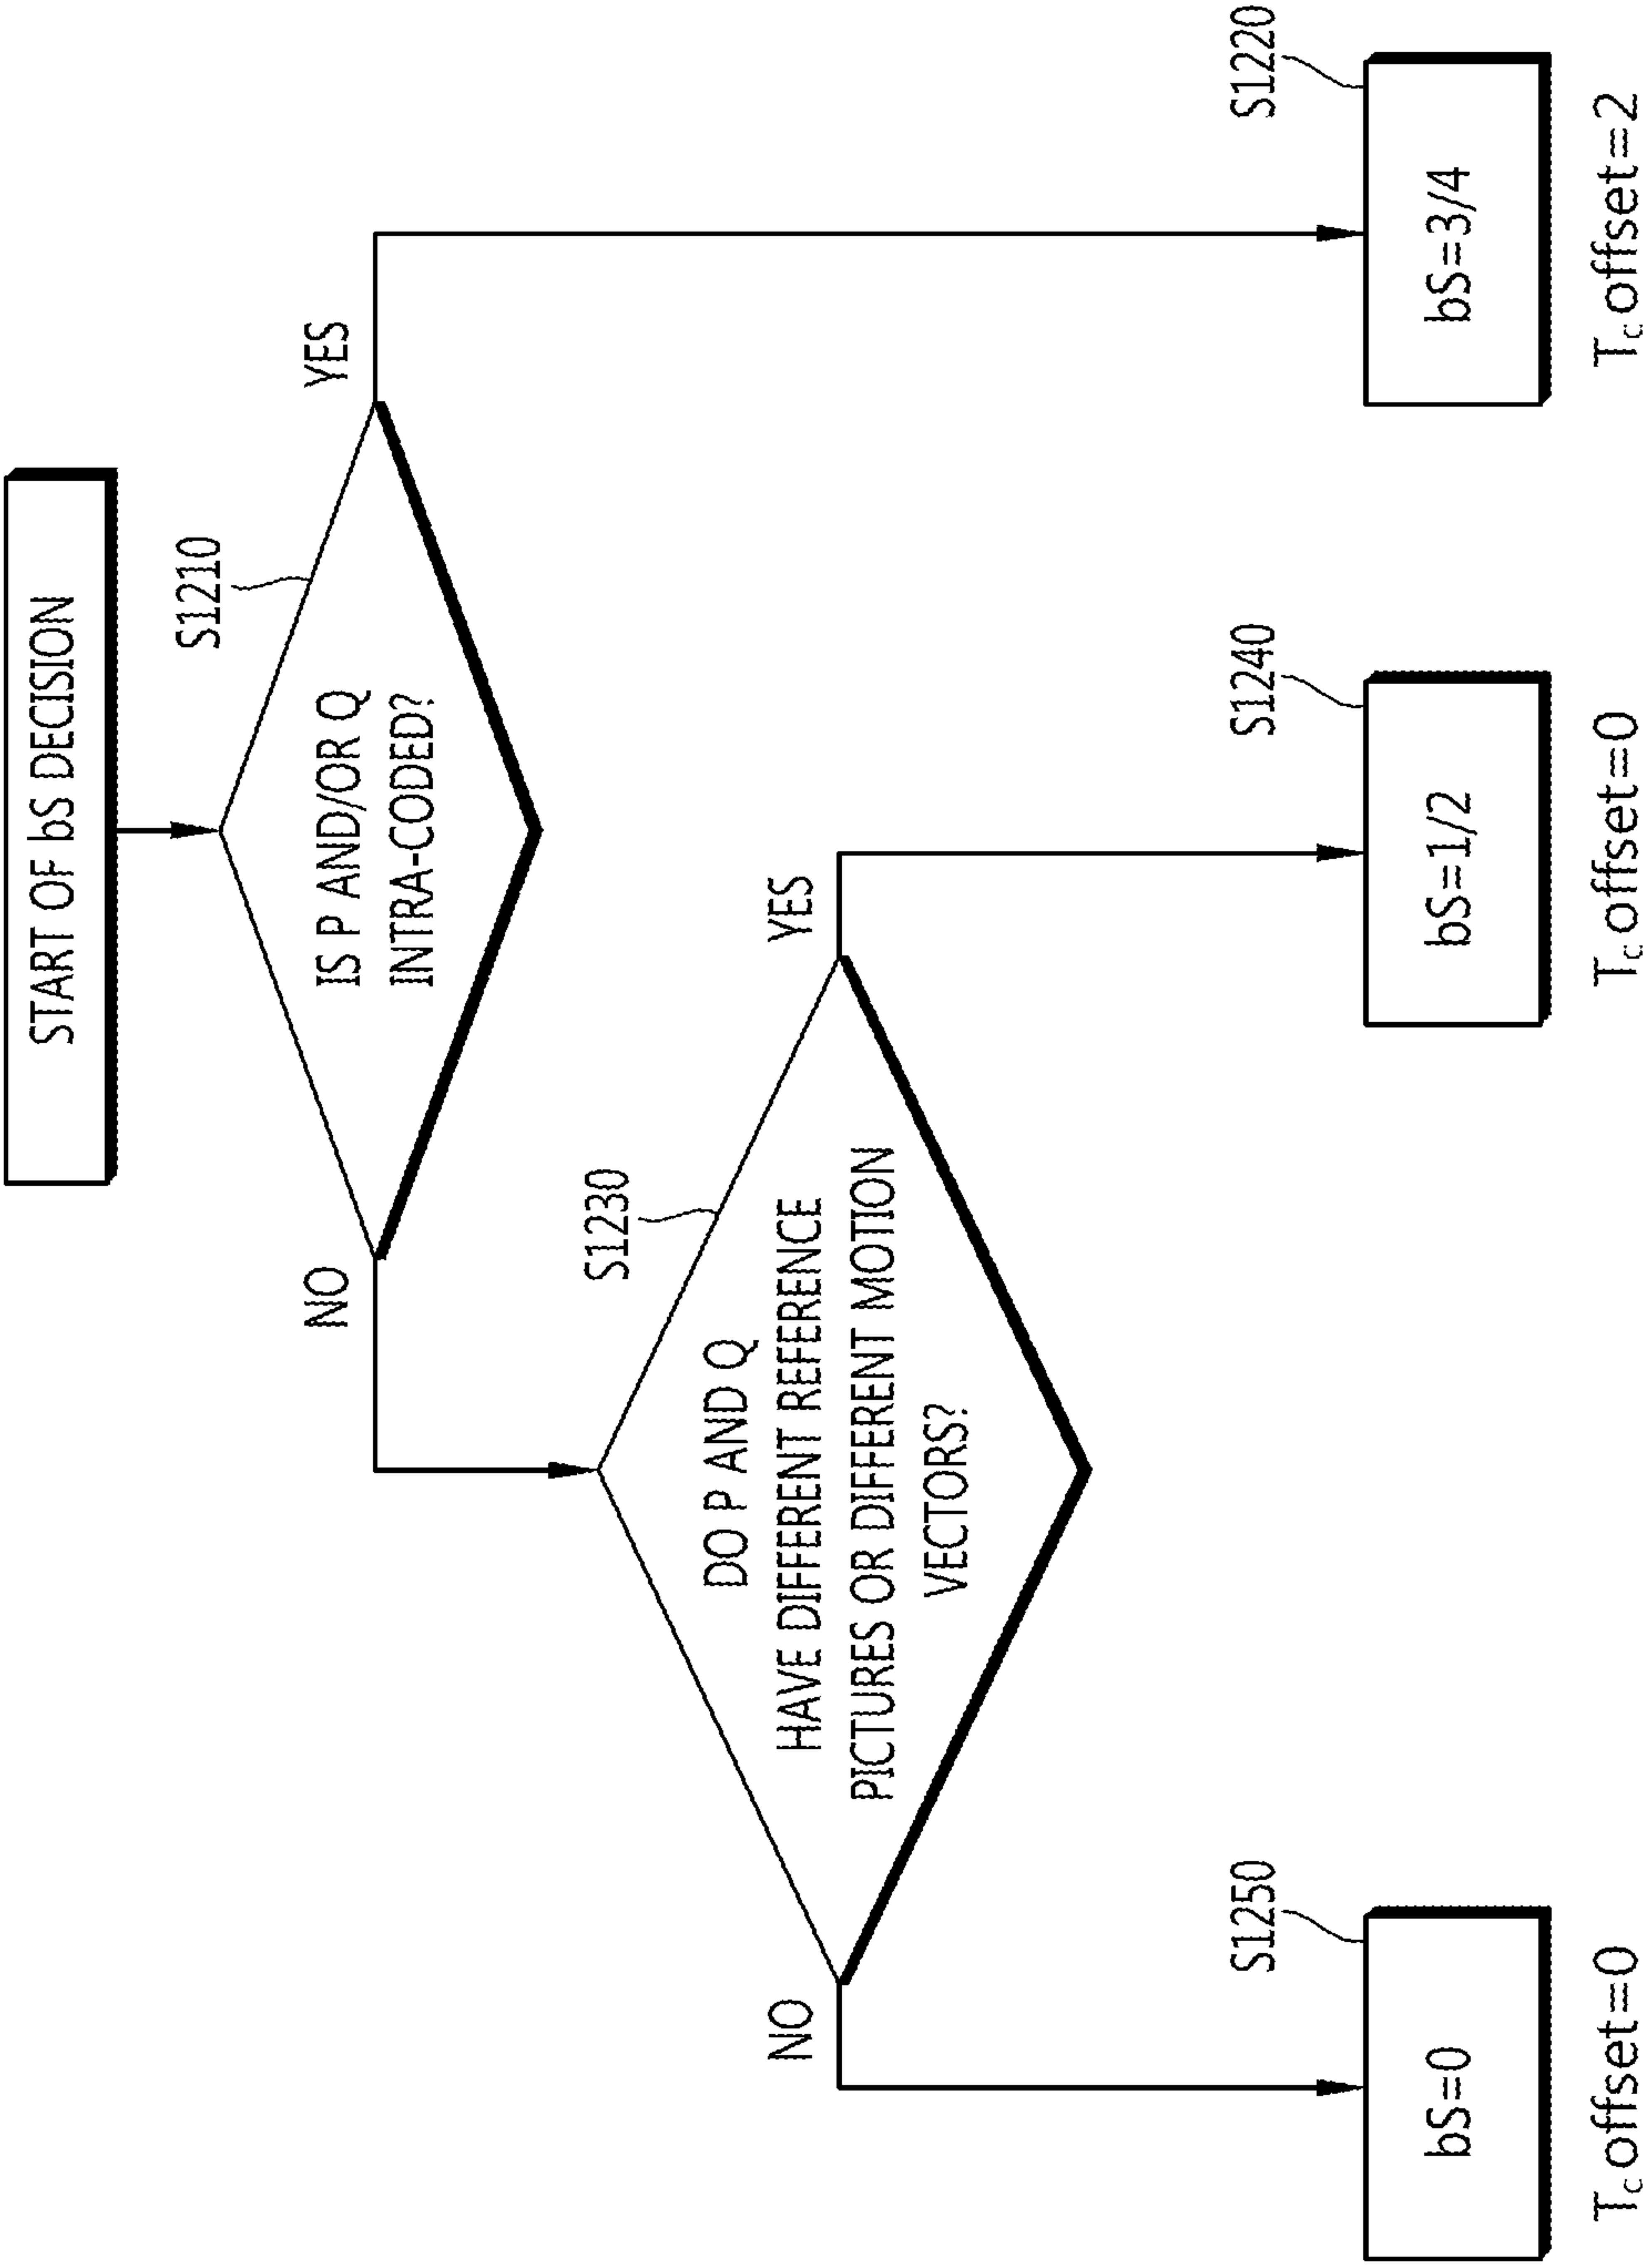 START OF bS DECISION
S1210
IS P AND/OR Q
INTRA-CODED?
NO
YES
S1230
DO P AND Q
HAVE DIFFERENT REFERENCE
PICTURES OR DIFFERENT MOTION
VECTORS?
NO
YES
S1250
S1240
S1220
bS=0
bS=1/2
bS=3/4
Tc offset=0
Tc offset=0
Tc offset=2